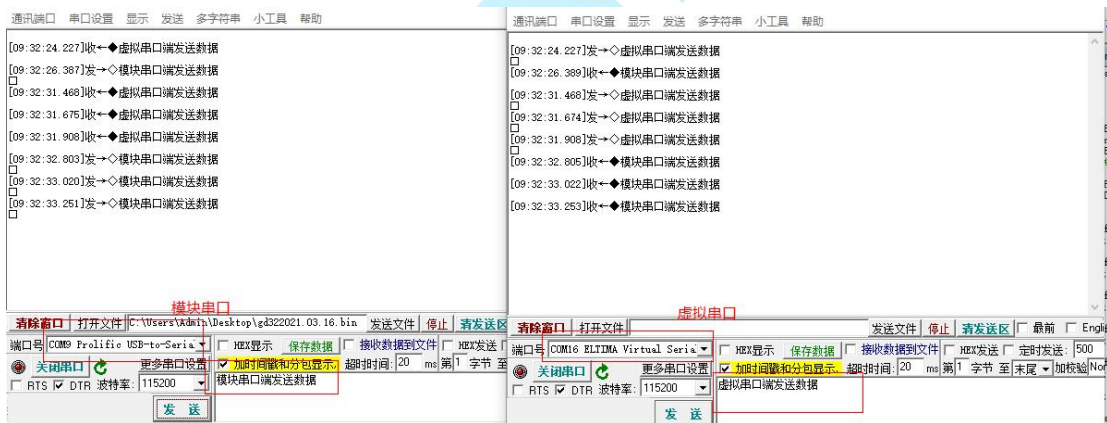 通讯端口 串口设置 显示 发送 多字符串 小工具 帮助
[09:32:24.227]收←◆虚拟串口端发送数据
[09:32:26.387]发→◇模块串口端发送数据
□
[09:32:31.468]收←◆虚拟串口端发送数据
[09:32:31.675]收←◆虚拟串口端发送数据
[09:32:31.908]收←◆虚拟串口端发送数据
[09:32:32.803]发→◇模块串口端发送数据
□
[09:32:33.020]发→◇模块串口端发送数据
□
[09:32:33.251]发→◇模块串口端发送数据
□
模块串口
清除窗口 打开文件 C:\Users\Admin\Desktop\gd322021.03.16.bin 发送文件 停止 清发送区
端口号 COM9 Prolific USB-to-Seria HEX显示 保存数据 接收数据到文件 HEX发送
关闭串口 更多串口设置 加时间戳和分包显示, 超时时间: 20 ms 第1 字节 至
RTS DTR 波特率: 115200 模块串口端发送数据
发 送
通讯端口 串口设置 显示 发送 多字符串 小工具 帮助
[09:32:24.227]发→◇虚拟串口端发送数据
□
[09:32:26.389]收←◆模块串口端发送数据
[09:32:31.468]发→◇虚拟串口端发送数据
□
[09:32:31.674]发→◇虚拟串口端发送数据
□
[09:32:31.908]发→◇虚拟串口端发送数据
□
[09:32:32.805]收←◆模块串口端发送数据
[09:32:33.022]收←◆模块串口端发送数据
[09:32:33.253]收←◆模块串口端发送数据
虚拟串口
清除窗口 打开文件 发送文件 停止 清发送区 最前 Engli
端口号 COM16 ELTIMA Virtual Seria HEX显示 保存数据 接收数据到文件 HEX发送 定时发送: 500
关闭串口 更多串口设置 加时间戳和分包显示, 超时时间: 20 ms 第1 字节 至 末尾 加校验 Non
RTS DTR 波特率: 115200 虚拟串口端发送数据
发 送